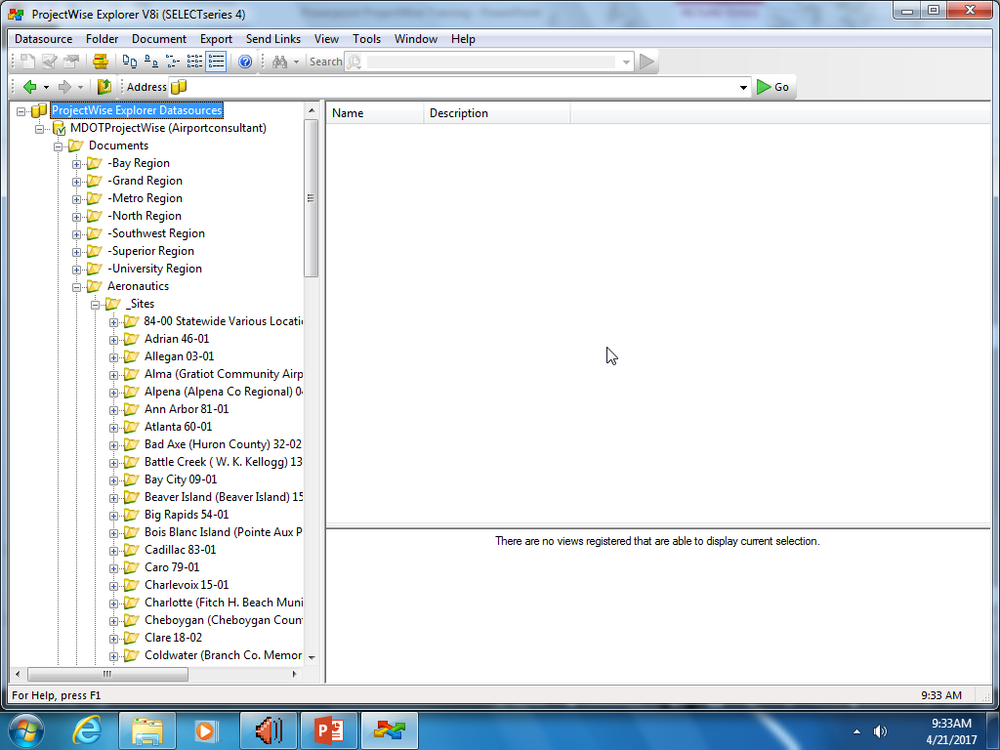 ProjectWise Explorer V8i (SELECTseries 4)
Datasource Folder Document Export Send Links View Tools Window Help
Search
Address Go
ProjectWise Explorer Datasources
MDOTProjectWise (Airportconsultant)
Documents
-Bay Region
-Grand Region
-Metro Region
-North Region
-Southwest Region
-Superior Region
-University Region
Aeronautics
_Sites
84-00 Statewide Various Locati
Adrian 46-01
Allegan 03-01
Alma (Gratiot Community Airp
Alpena (Alpena Co Regional) 04
Ann Arbor 81-01
Atlanta 60-01
Bad Axe (Huron County) 32-02
Battle Creek ( W. K. Kellogg) 13
Bay City 09-01
Beaver Island (Beaver Island) 15
Big Rapids 54-01
Bois Blanc Island (Pointe Aux P
Cadillac 83-01
Caro 79-01
Charlevoix 15-01
Charlotte (Fitch H. Beach Muni
Cheboygan (Cheboygan Coun
Clare 18-02
Coldwater (Branch Co. Memor
Name Description
There are no views registered that are able to display current selection.
For Help, press F1
9:33 AM
9:33AM
4/21/2017